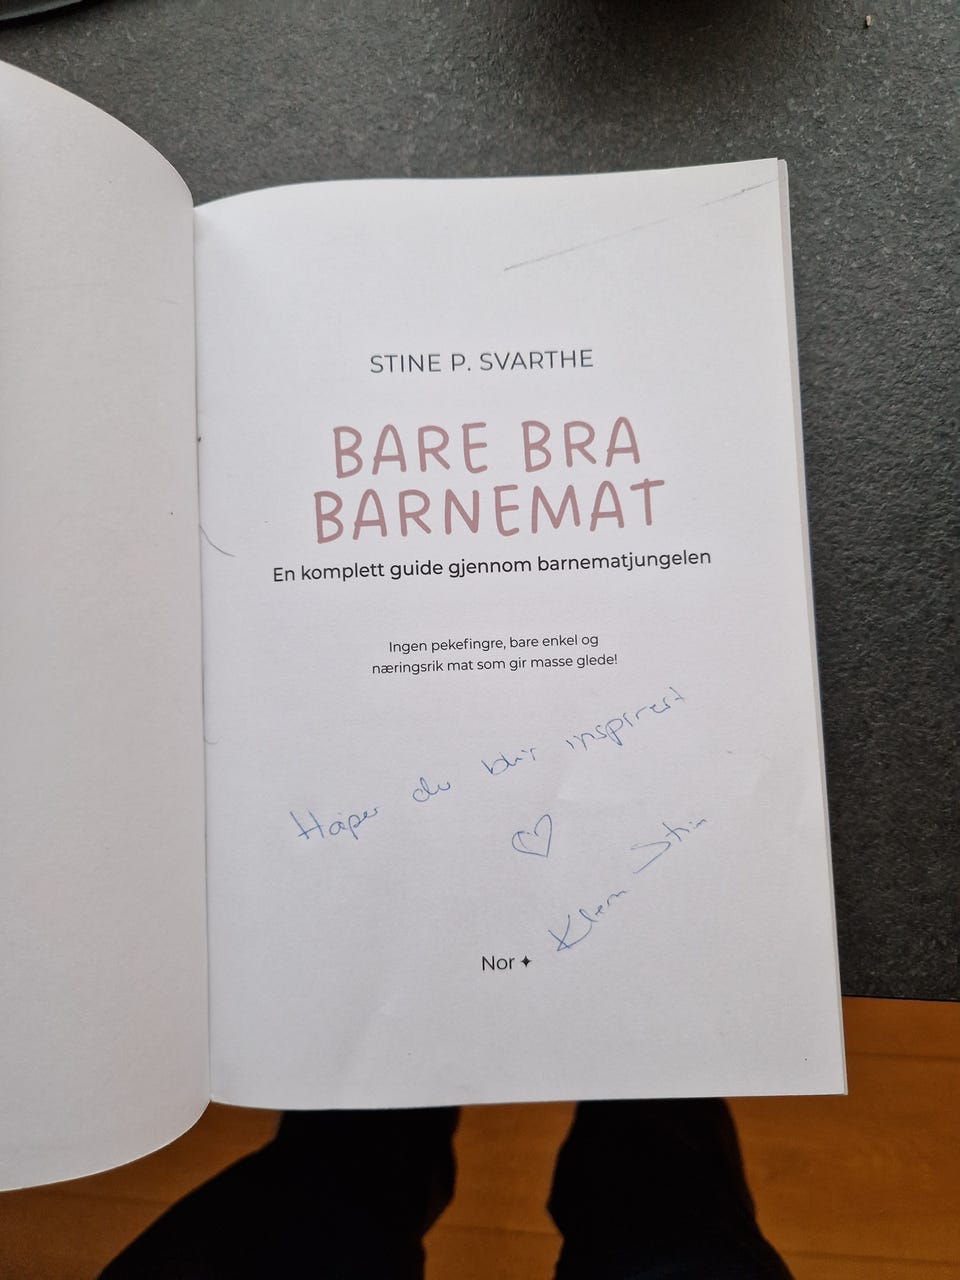 STINE P. SVARTHE
BARE BRA
BARNEMAT
En komplett guide gjennom barnematjungelen
Ingen pekefingre, bare enkel og
næringsrik mat som gir masse glede!
Håper du blir inspirert
Klem Stine
Nor